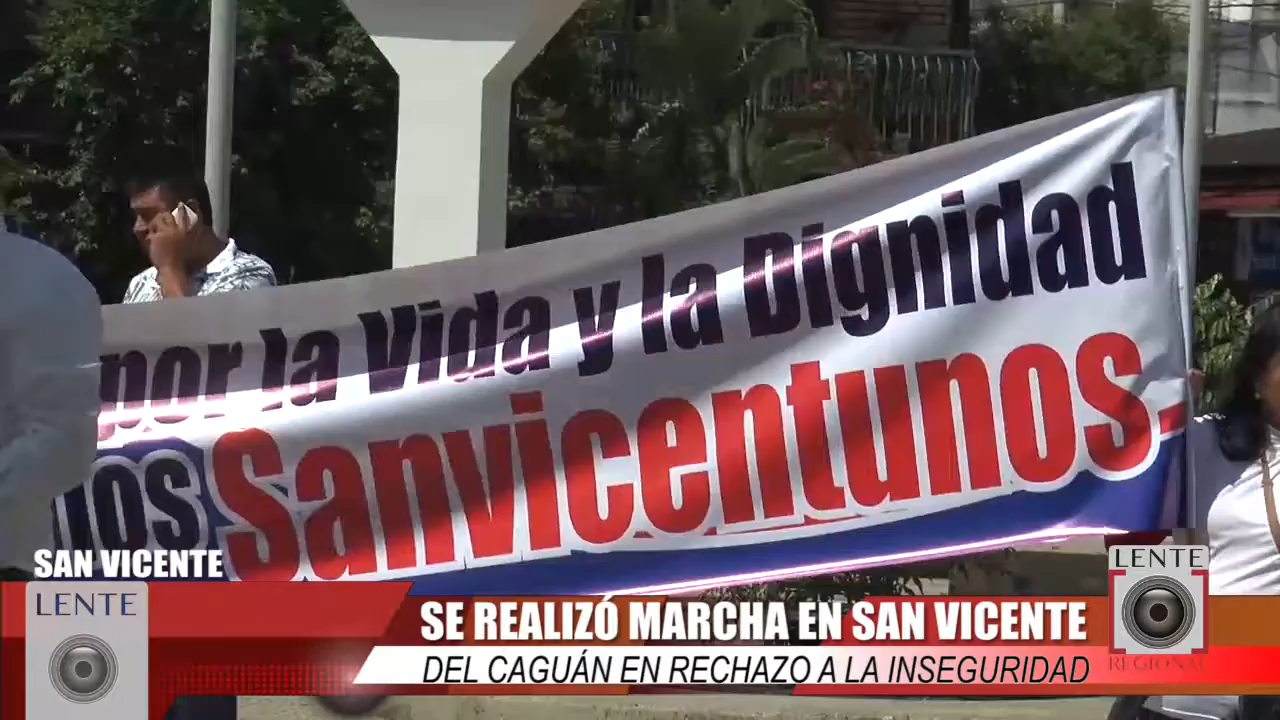 por la Vida y la Dignidad
los Sanvicentunos
SAN VICENTE
LENTE
SE REALIZÓ MARCHA EN SAN VICENTE
DEL CAGUÁN EN RECHAZO A LA INSEGURIDAD
LENTE
REGIONAL